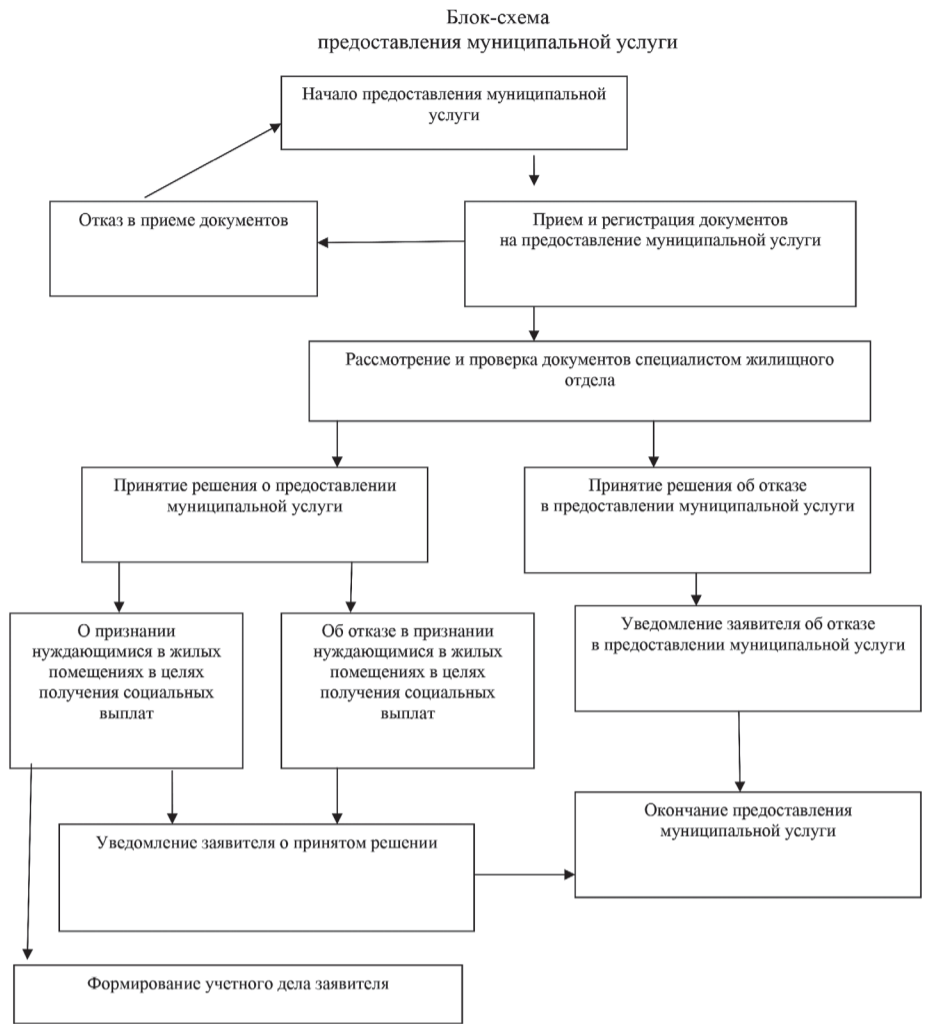 Блок-схема
предоставления муниципальной услуги
Начало предоставления муниципальной
услуги
Отказ в приеме документов
Прием и регистрация документов
на предоставление муниципальной услуги
Рассмотрение и проверка документов специалистом жилищного
отдела
Принятие решения о предоставлении
муниципальной услуги
Принятие решения об отказе
в предоставлении муниципальной услуги
О признании
нуждающимися в жилых
помещениях в целях
получения социальных
выплат
Об отказе в признании
нуждающимися в жилых
помещениях в целях
получения социальных
выплат
Уведомление заявителя об отказе
в предоставлении муниципальной услуги
Окончание предоставления
муниципальной услуги
Уведомление заявителя о принятом решении
Формирование учетного дела заявителя